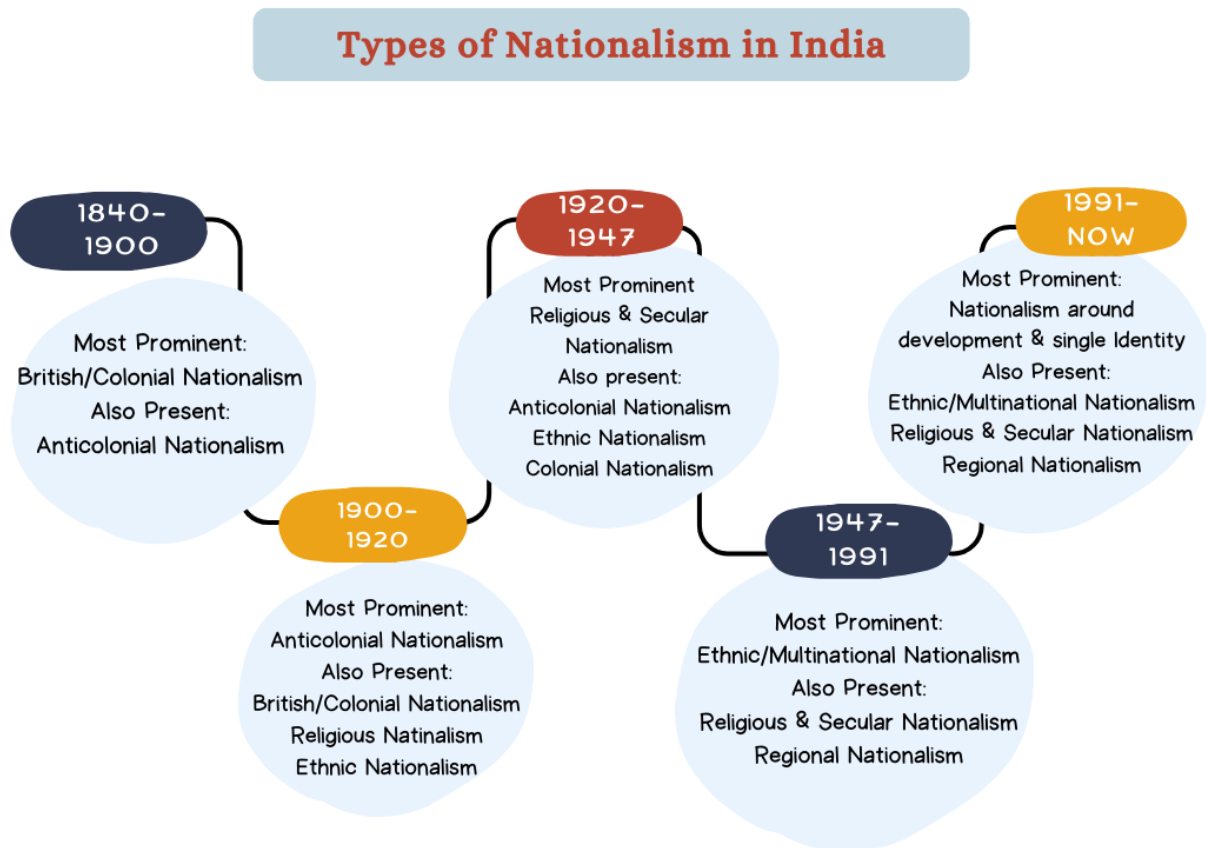 Types of Nationalism in India
1840-
1900
Most Prominent:
British/Colonial Nationalism
Also Present:
Anticolonial Nationalism
1900-
1920
Most Prominent:
Anticolonial Nationalism
Also Present:
British/Colonial Nationalism
Religious Natinalism
Ethnic Nationalism
1920-
1947
Most Prominent
Religious & Secular
Nationalism
Also present:
Anticolonial Nationalism
Ethnic Nationalism
Colonial Nationalism
1947-
1991
Most Prominent:
Ethnic/Multinational Nationalism
Also Present:
Religious & Secular Nationalism
Regional Nationalism
1991-
NOW
Most Prominent:
Nationalism around
development & single Identity
Also Present:
Ethnic/Multinational Nationalism
Religious & Secular Nationalism
Regional Nationalism